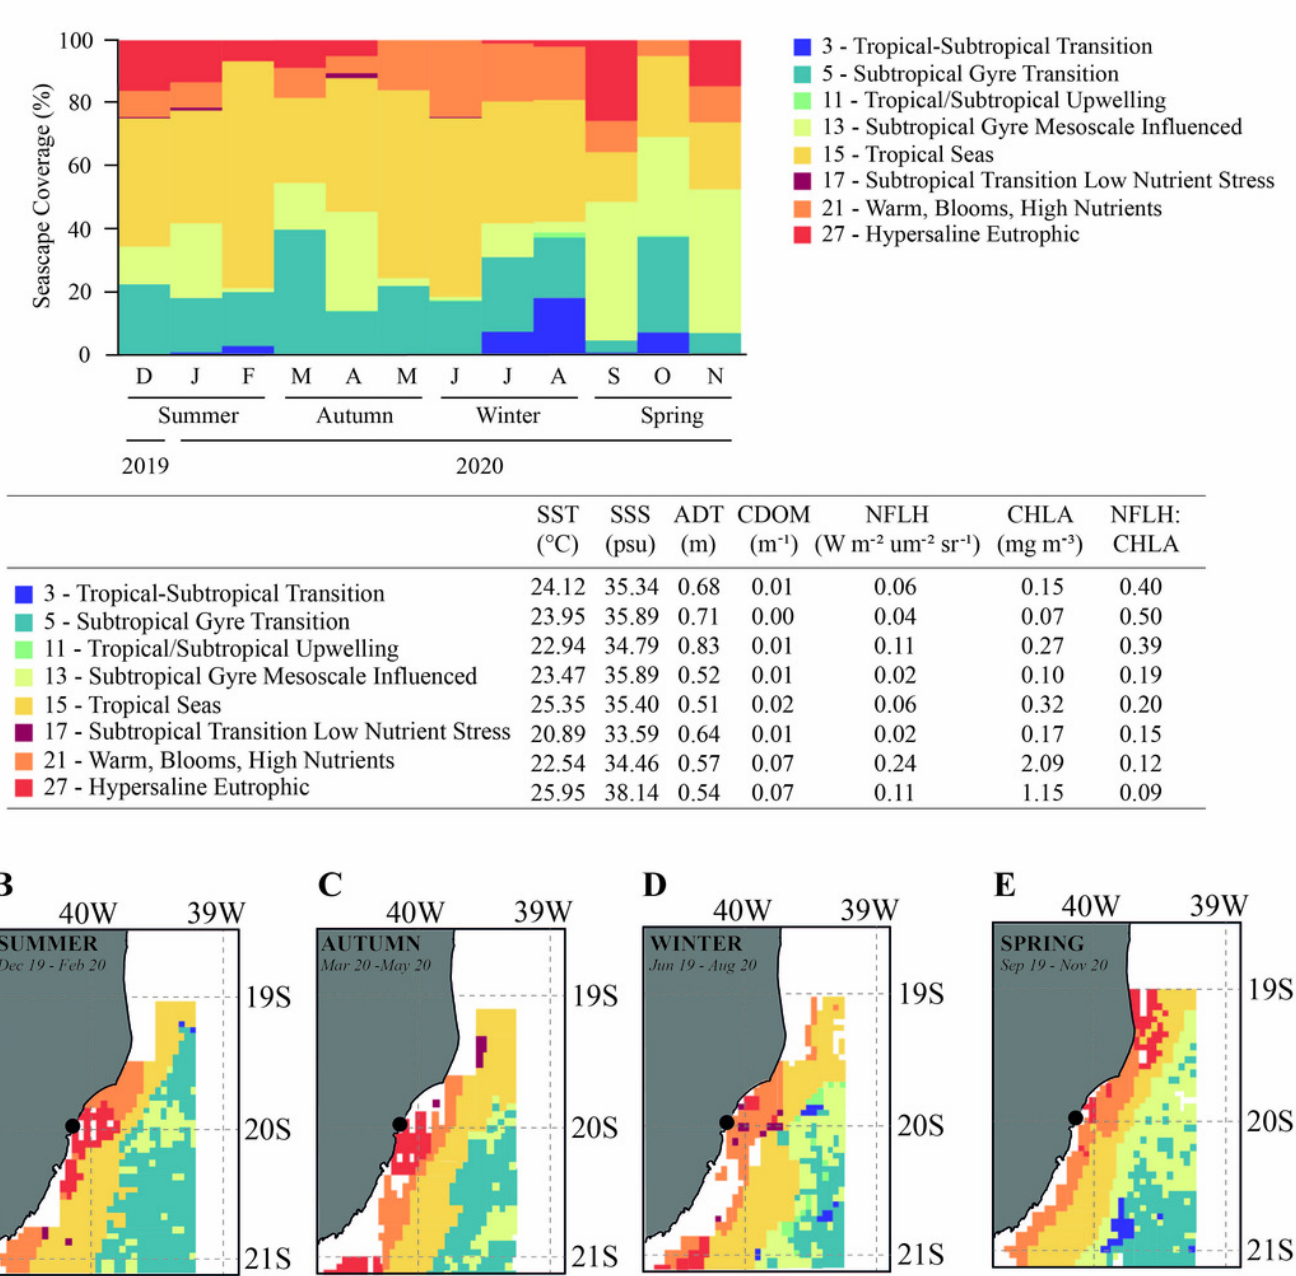 100
80
60
40
20
0
Seascape Coverage (%)
D J F M A M J J A S O N
Summer Autumn Winter Spring
2019 2020
3 - Tropical-Subtropical Transition
5 - Subtropical Gyre Transition
11 - Tropical/Subtropical Upwelling
13 - Subtropical Gyre Mesoscale Influenced
15 - Tropical Seas
17 - Subtropical Transition Low Nutrient Stress
21 - Warm, Blooms, High Nutrients
27 - Hypersaline Eutrophic
SST SSS ADT CDOM NFLH CHLA NFLH:
(°C) (psu) (m) (m⁻¹) (W m⁻² um⁻² sr⁻¹) (mg m⁻³) CHLA
3 - Tropical-Subtropical Transition 24.12 35.34 0.68 0.01 0.06 0.15 0.40
5 - Subtropical Gyre Transition 23.95 35.89 0.71 0.00 0.04 0.07 0.50
11 - Tropical/Subtropical Upwelling 22.94 34.79 0.83 0.01 0.11 0.27 0.39
13 - Subtropical Gyre Mesoscale Influenced 23.47 35.89 0.52 0.01 0.02 0.10 0.19
15 - Tropical Seas 25.35 35.40 0.51 0.02 0.06 0.32 0.20
17 - Subtropical Transition Low Nutrient Stress 20.89 33.59 0.64 0.01 0.02 0.17 0.15
21 - Warm, Blooms, High Nutrients 22.54 34.46 0.57 0.07 0.24 2.09 0.12
27 - Hypersaline Eutrophic 25.95 38.14 0.54 0.07 0.11 1.15 0.09
B
40W 39W
SUMMER
Dec 19 - Feb 20
19S
20S
21S
C
40W 39W
AUTUMN
Mar 20 -May 20
19S
20S
21S
D
40W 39W
WINTER
Jun 19 - Aug 20
19S
20S
21S
E
40W 39W
SPRING
Sep 19 - Nov 20
19S
20S
21S